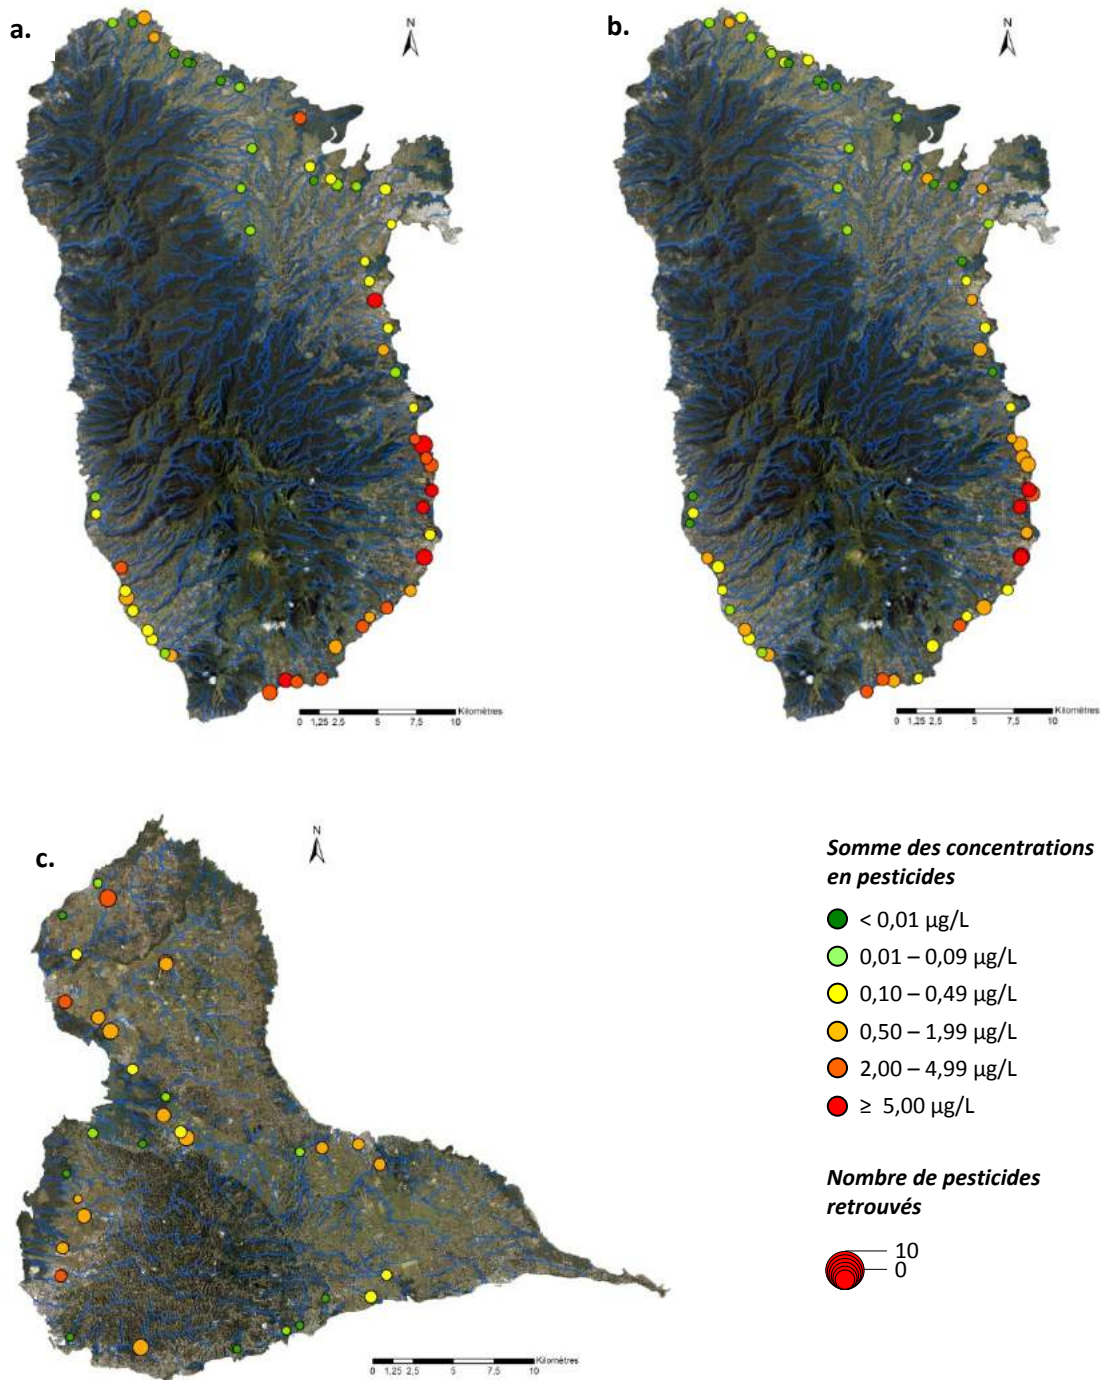 a.
N
b.
N
Kilomètres
0 1,25 2,5 5 7,5 10
Kilomètres
0 1,25 2,5 5 7,5 10
c.
N
Somme des concentrations
en pesticides
< 0,01 µg/L
0,01 – 0,09 µg/L
0,10 – 0,49 µg/L
0,50 – 1,99 µg/L
2,00 – 4,99 µg/L
≥ 5,00 µg/L
Nombre de pesticides
retrouvés
10
0
Kilomètres
0 1,25 2,5 5 7,5 10